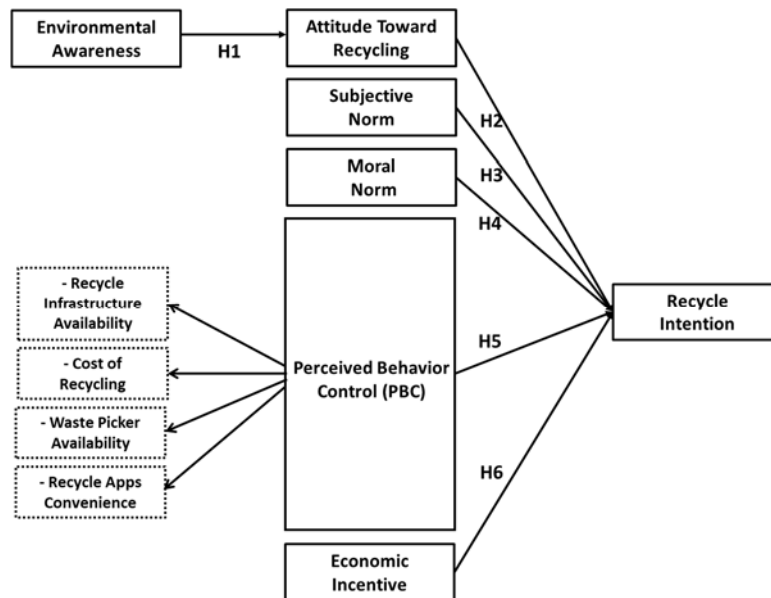 Environmental
Awareness
H1
Attitude Toward
Recycling
Subjective
Norm
H2
Moral
Norm
H3
H4
- Recycle
Infrastructure
Availability
- Cost of
Recycling
- Waste Picker
Availability
- Recycle Apps
Convenience
Perceived Behavior
Control (PBC)
H5
Recycle
Intention
H6
Economic
Incentive